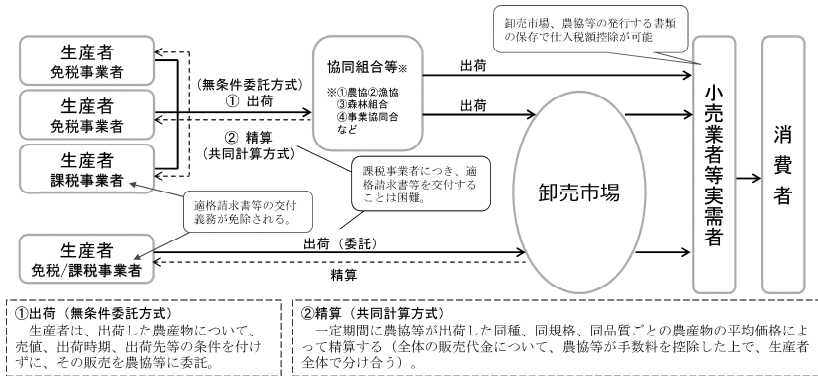 卸売市場、農協等の発行する書類
の保存で仕入税額控除が可能
生産者
免税事業者
生産者
免税事業者
生産者
課税事業者
生産者
免税/課税事業者
(無条件委託方式)
① 出荷
② 精算
(共同計算方式)
協同組合等※
※①農協②漁協
③森林組合
④事業協同合
など
出荷
出荷
課税事業者につき、適
格請求書等を交付する
ことは困難。
適格請求書等の交付
義務が免除される。
出荷(委託)
精算
卸売市場
小売業者等実需者
消費者
①出荷(無条件委託方式)
生産者は、出荷した農産物について、
売値、出荷時期、出荷先等の条件を付け
ずに、その販売を農協等に委託。
②精算(共同計算方式)
一定期間に農協等が出荷した同種、同規格、同品質ごとの農産物の平均価格によ
って精算する(全体の販売代金について、農協等が手数料を控除した上で、生産者
全体で分け合う)。